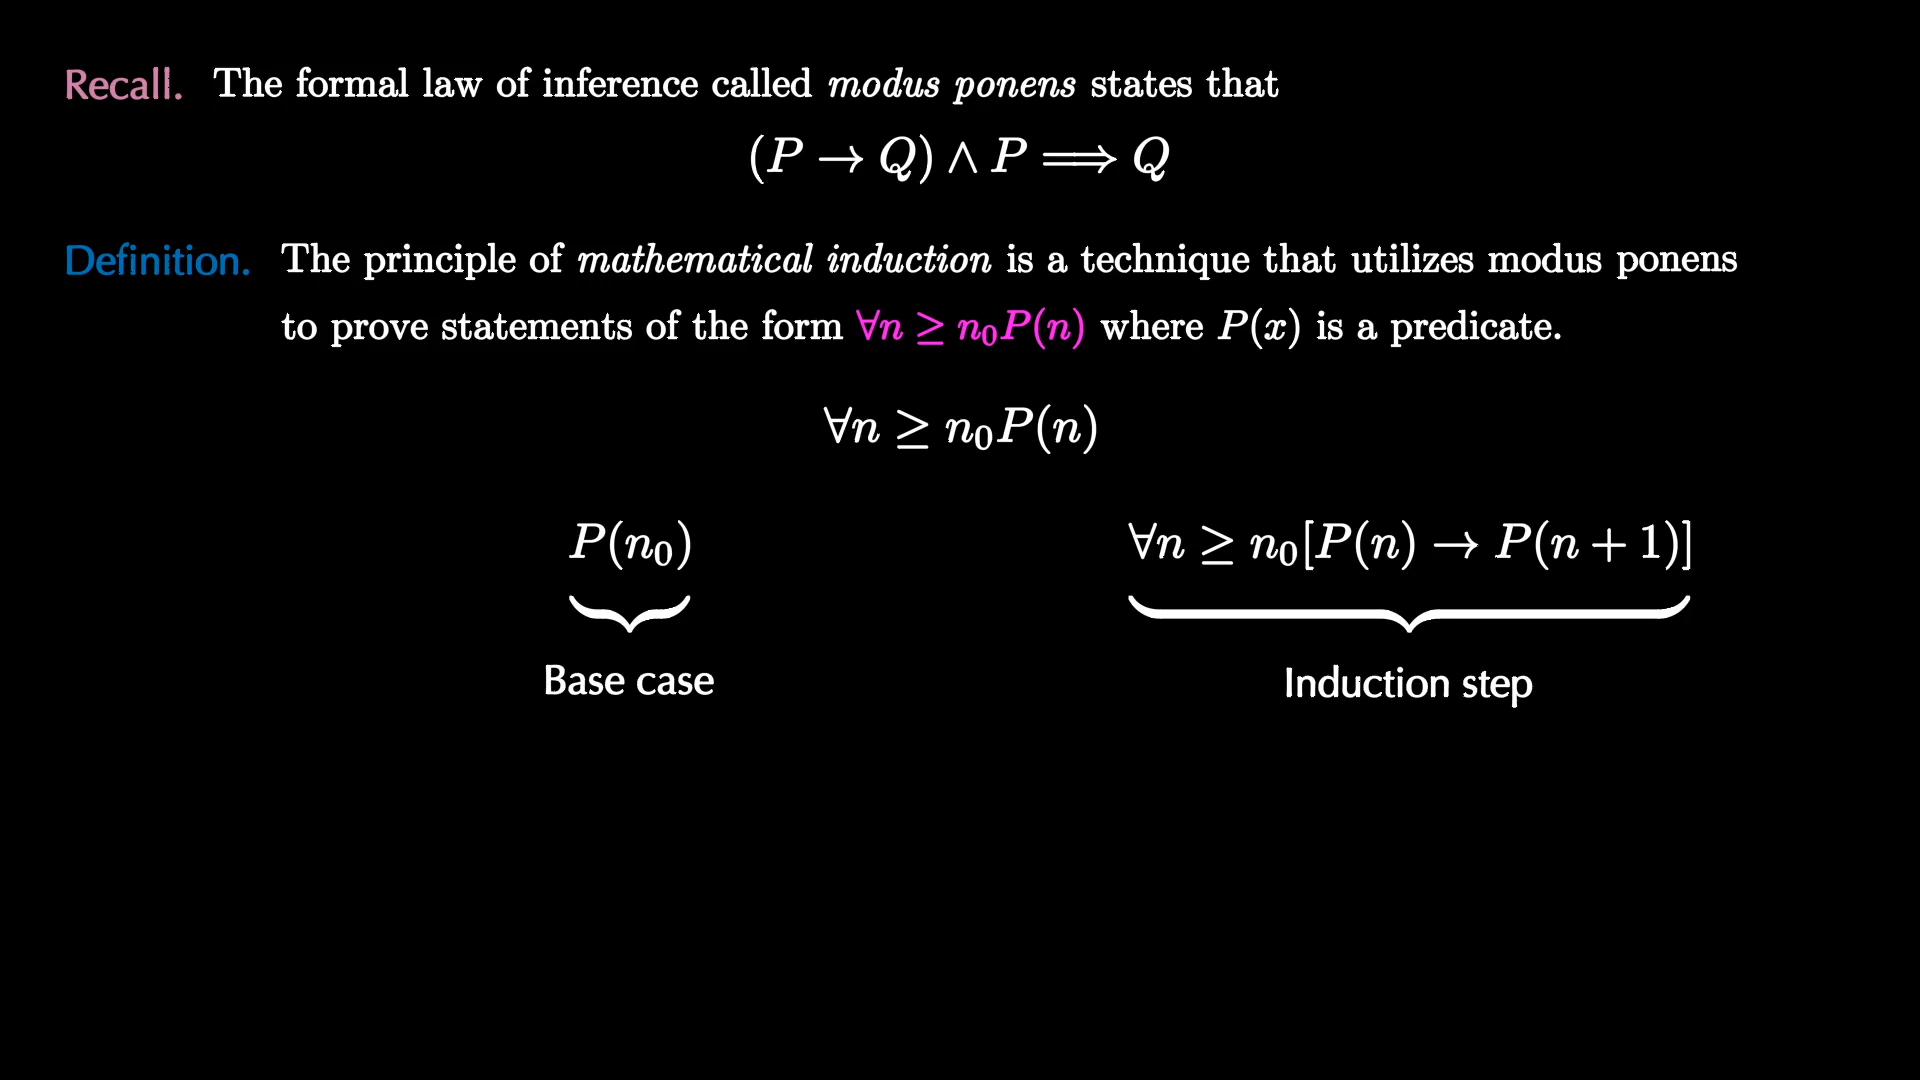 Recall. The formal law of inference called modus ponens states that
(P → Q) ∧ P ⟹ Q
Definition. The principle of mathematical induction is a technique that utilizes modus ponens
to prove statements of the form ∀n ≥ n₀P(n) where P(x) is a predicate.
∀n ≥ n₀P(n)
P(n₀) ∀n ≥ n₀[P(n) → P(n + 1)]
Base case Induction step